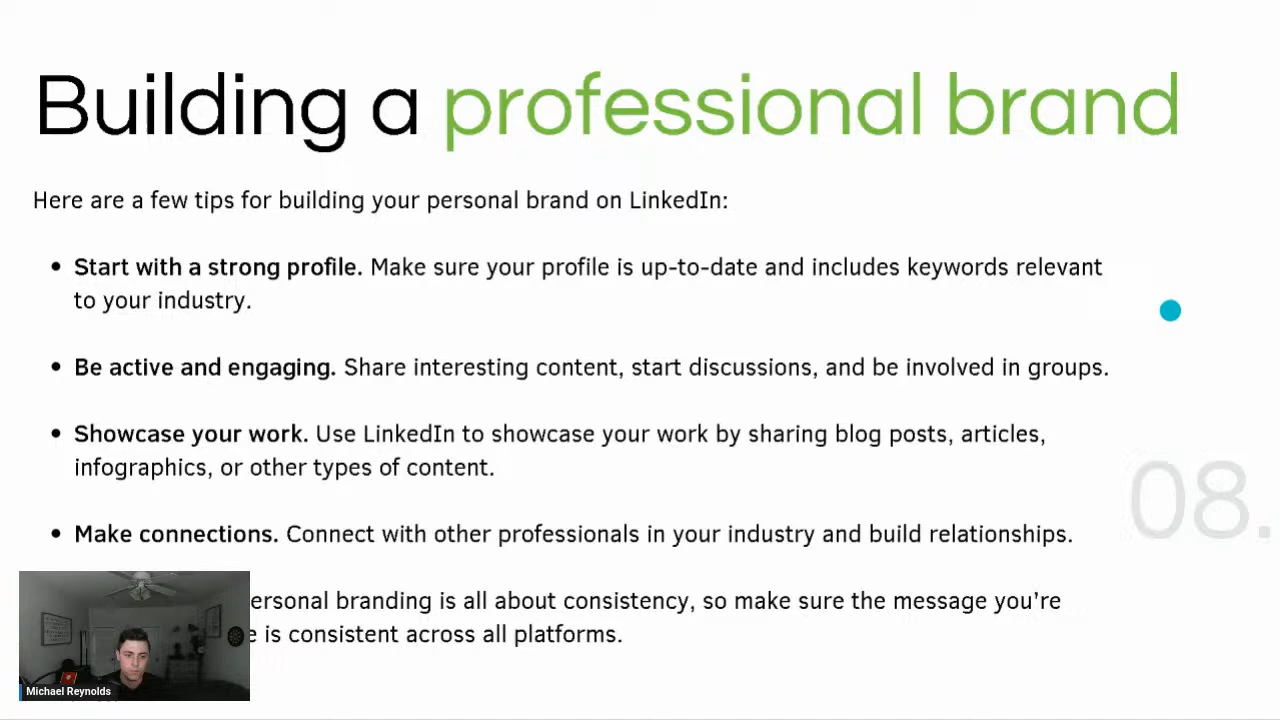 Building a professional brand
Here are a few tips for building your personal brand on LinkedIn:
• Start with a strong profile. Make sure your profile is up-to-date and includes keywords relevant
to your industry.
• Be active and engaging. Share interesting content, start discussions, and be involved in groups.
• Showcase your work. Use LinkedIn to showcase your work by sharing blog posts, articles,
infographics, or other types of content.
08.
• Make connections. Connect with other professionals in your industry and build relationships.
branding is all about consistency, so make sure the message you’re
is consistent across all platforms.
Michael Reynolds